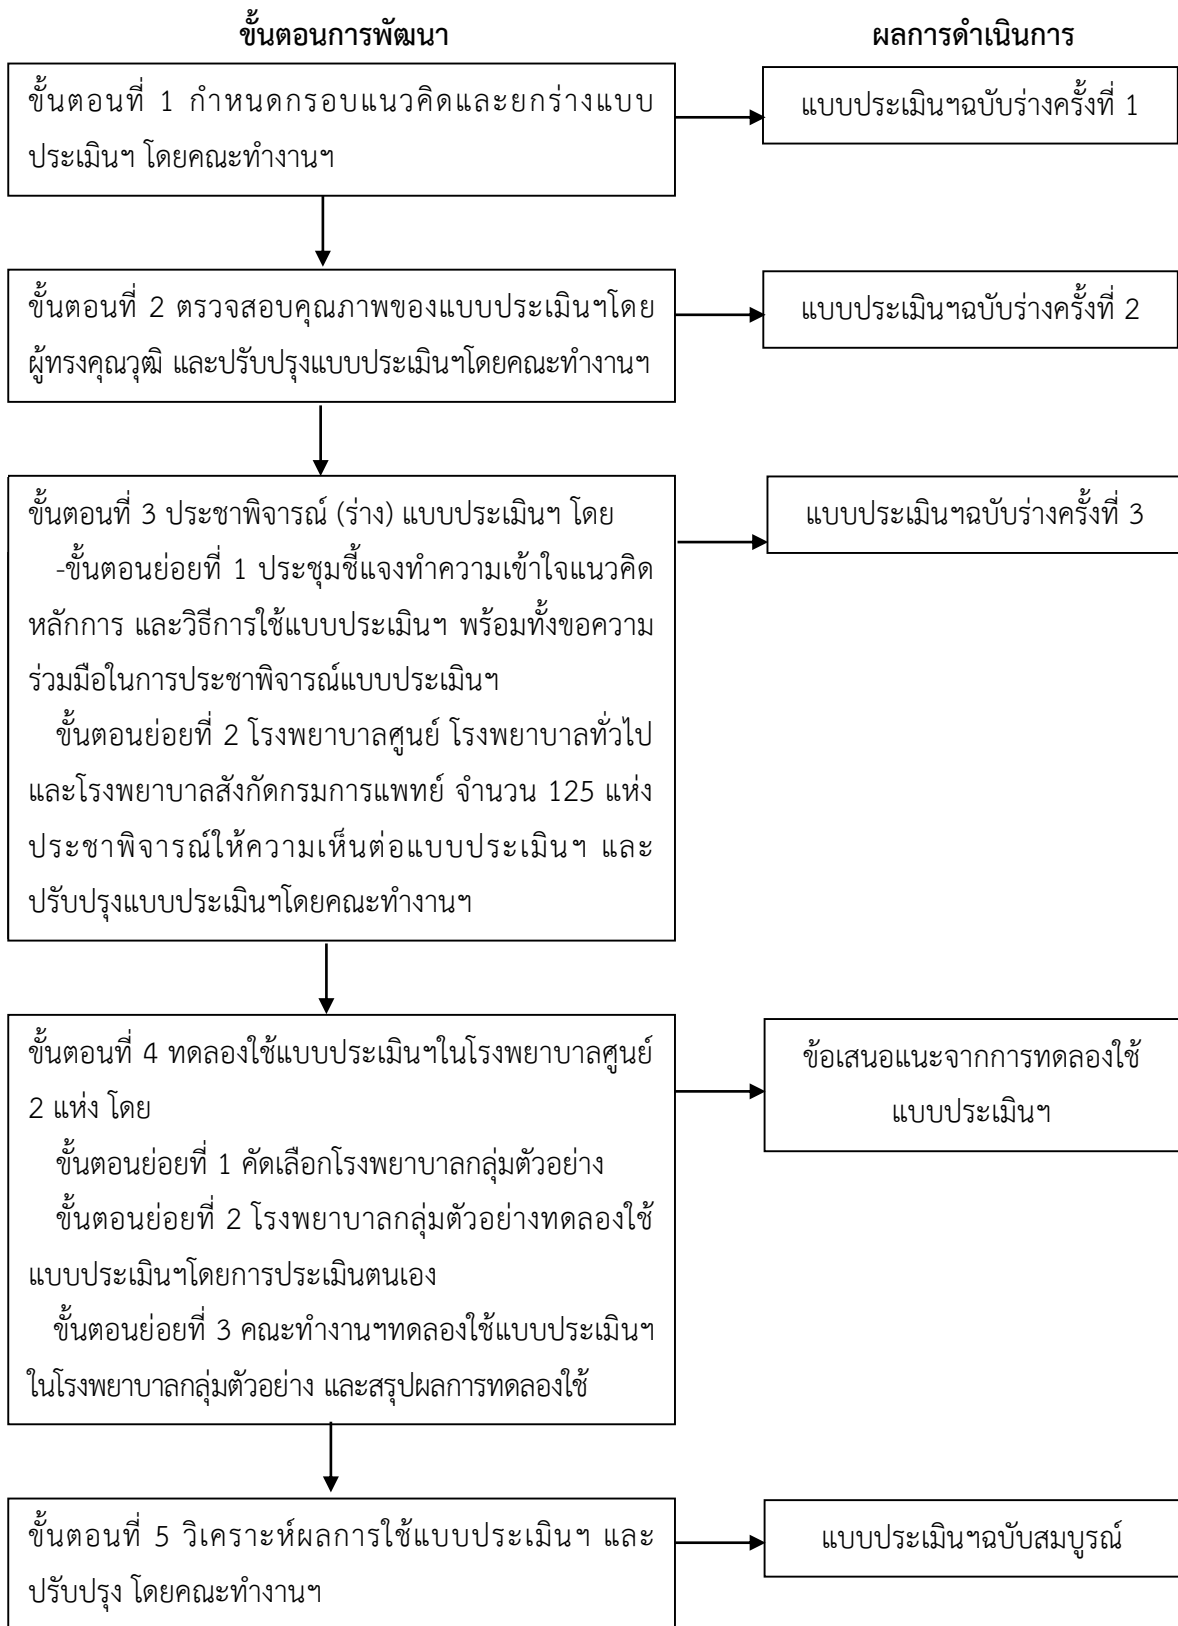 ขั้นตอนการพัฒนา
ผลการดำเนินการ
ขั้นตอนที่ 1 กำหนดกรอบแนวคิดและยกร่างแบบ
ประเมินฯ โดยคณะทำงานฯ
แบบประเมินฯฉบับร่างครั้งที่ 1
ขั้นตอนที่ 2 ตรวจสอบคุณภาพของแบบประเมินฯโดย
ผู้ทรงคุณวุฒิ และปรับปรุงแบบประเมินฯโดยคณะทำงานฯ
แบบประเมินฯฉบับร่างครั้งที่ 2
ขั้นตอนที่ 3 ประชาพิจารณ์ (ร่าง) แบบประเมินฯ โดย
-ขั้นตอนย่อยที่ 1 ประชุมชี้แจงทำความเข้าใจแนวคิด
หลักการ และวิธีการใช้แบบประเมินฯ พร้อมทั้งขอความ
ร่วมมือในการประชาพิจารณ์แบบประเมินฯ
ขั้นตอนย่อยที่ 2 โรงพยาบาลศูนย์ โรงพยาบาลทั่วไป
และโรงพยาบาลสังกัดกรมการแพทย์ จำนวน 125 แห่ง
ประชาพิจารณ์ให้ความเห็นต่อแบบประเมินฯ และ
ปรับปรุงแบบประเมินฯโดยคณะทำงานฯ
แบบประเมินฯฉบับร่างครั้งที่ 3
ขั้นตอนที่ 4 ทดลองใช้แบบประเมินฯในโรงพยาบาลศูนย์
2 แห่ง โดย
ขั้นตอนย่อยที่ 1 คัดเลือกโรงพยาบาลกลุ่มตัวอย่าง
ขั้นตอนย่อยที่ 2 โรงพยาบาลกลุ่มตัวอย่างทดลองใช้
แบบประเมินฯโดยการประเมินตนเอง
ขั้นตอนย่อยที่ 3 คณะทำงานฯทดลองใช้แบบประเมินฯ
ในโรงพยาบาลกลุ่มตัวอย่าง และสรุปผลการทดลองใช้
ข้อเสนอแนะจากการทดลองใช้
แบบประเมินฯ
ขั้นตอนที่ 5 วิเคราะห์ผลการใช้แบบประเมินฯ และ
ปรับปรุง โดยคณะทำงานฯ
แบบประเมินฯฉบับสมบูรณ์